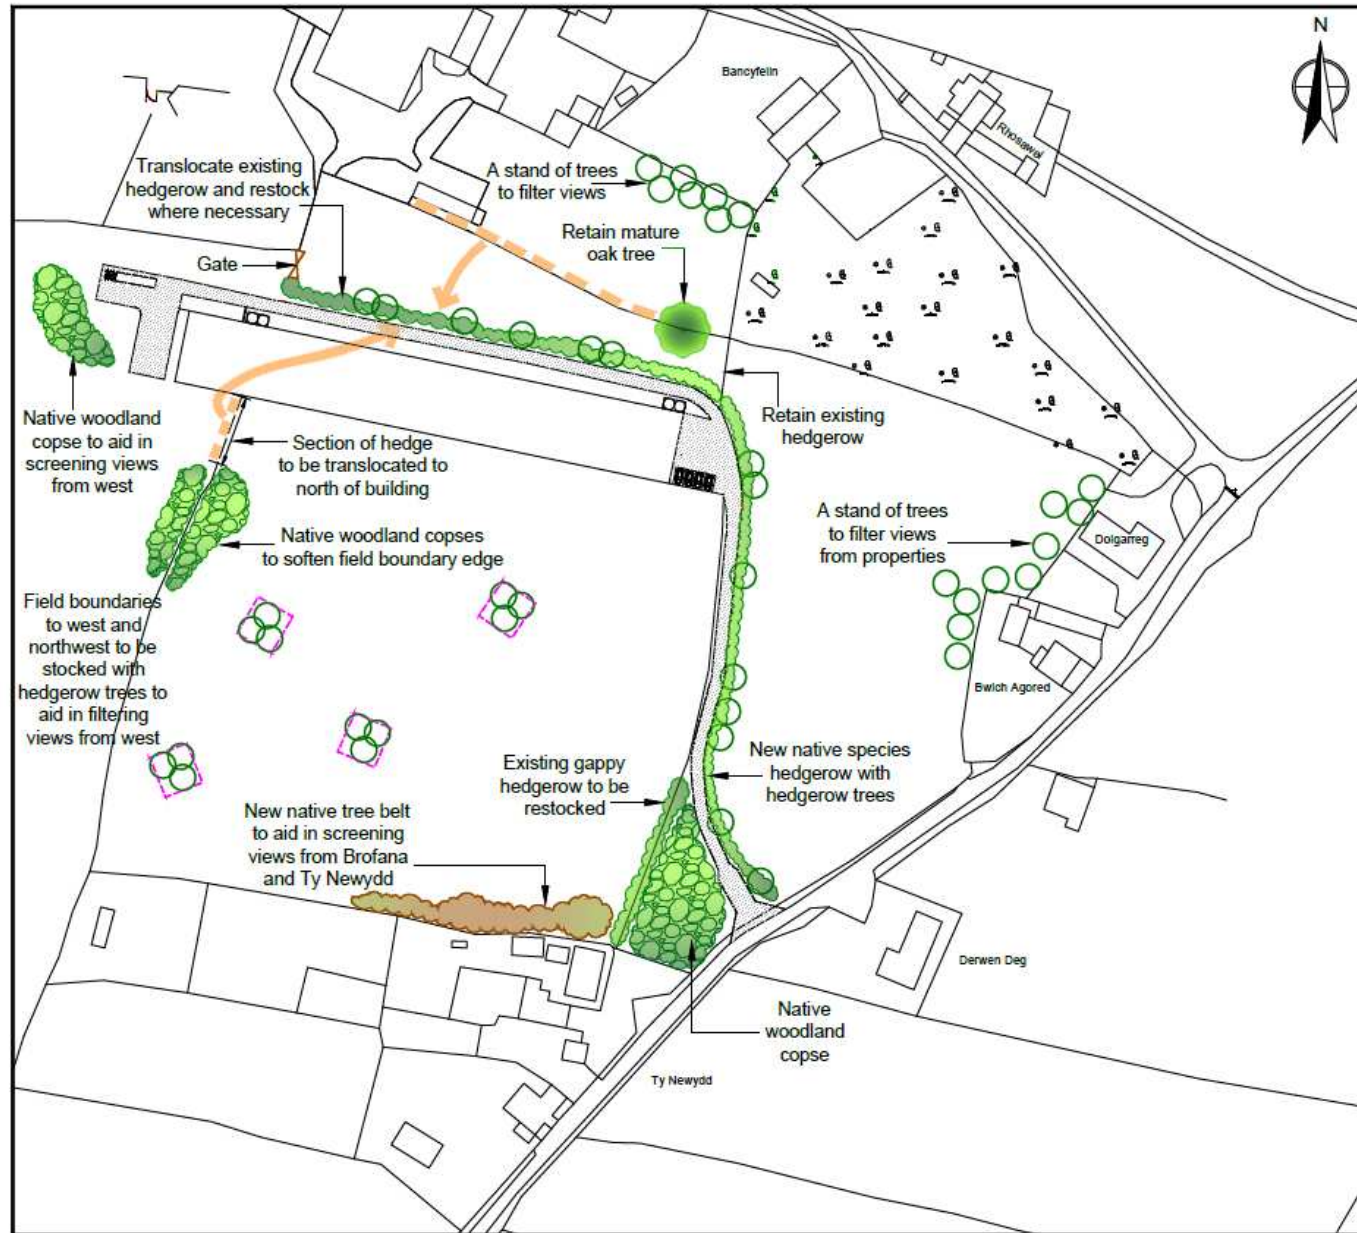 N
Bancyfelin
Rhosawel
Translocate existing
hedgerow and restock
where necessary
A stand of trees
to filter views
Retain mature
oak tree
Gate
Native woodland
copse to aid in
screening views
from west
Section of hedge
to be translocated to
north of building
Retain existing
hedgerow
Native woodland copses
to soften field boundary edge
A stand of trees
to filter views
from properties
Dolgarreg
Field boundaries
to west and
northwest to be
stocked with
hedgerow trees to
aid in filtering
views from west
Bwlch Agored
Existing gappy
hedgerow to be
restocked
New native species
hedgerow with
hedgerow trees
New native tree belt
to aid in screening
views from Brofana
and Ty Newydd
Derwen Deg
Native
woodland
copse
Ty Newydd